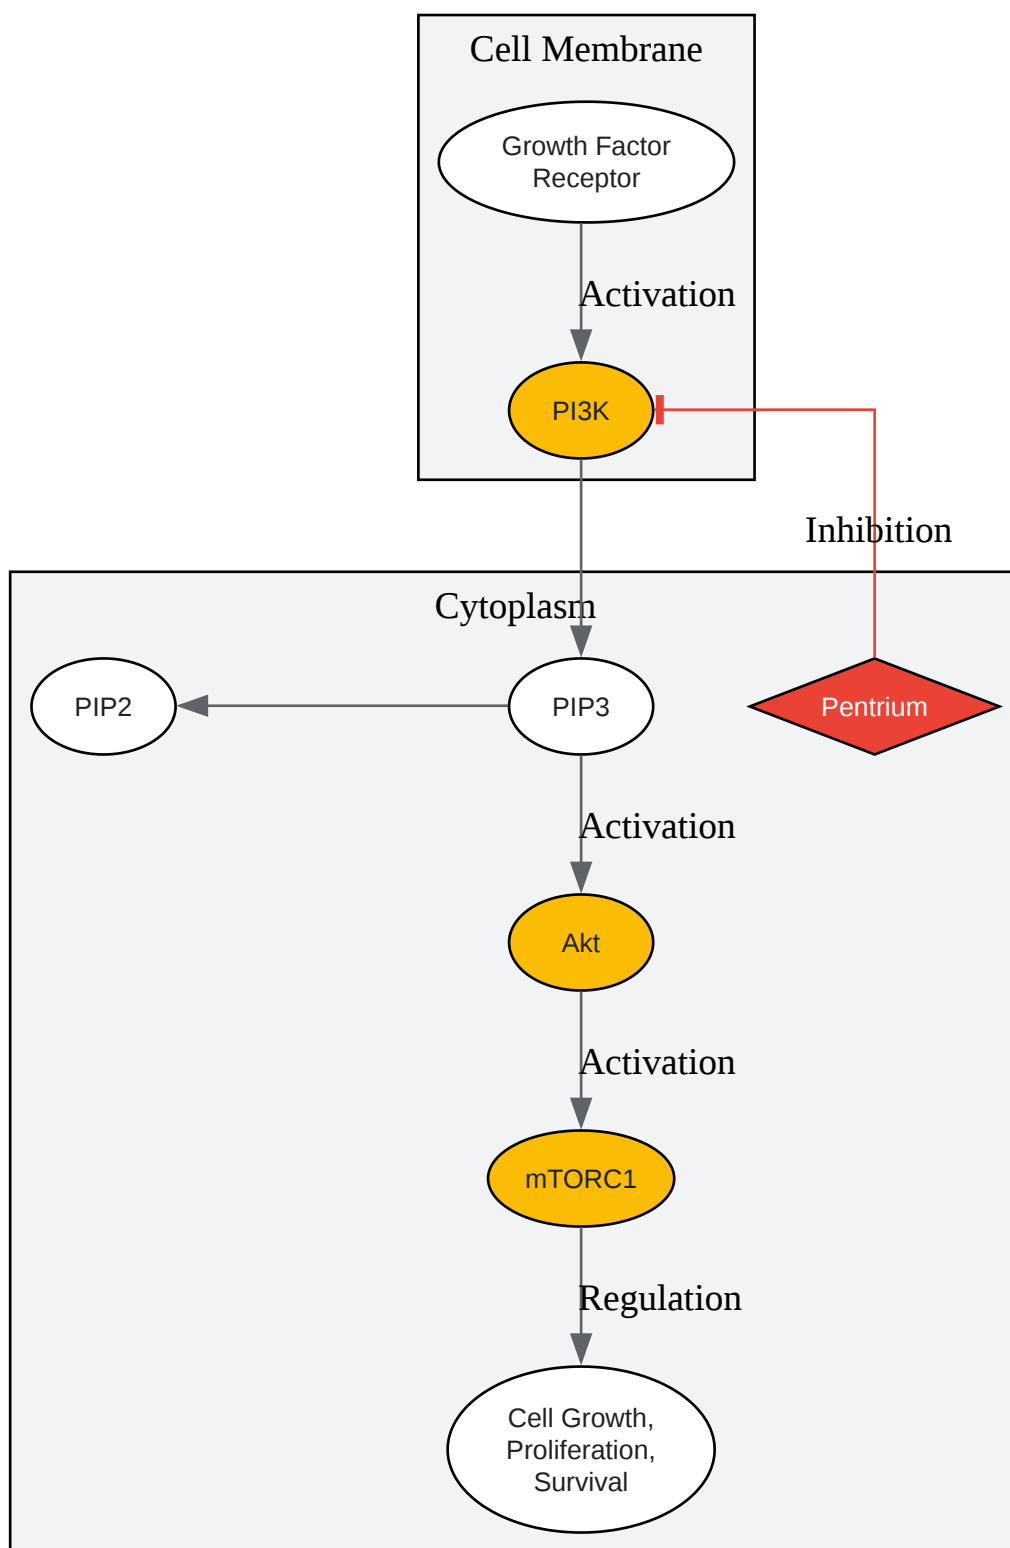 Cell Membrane
Growth Factor
Receptor
Activation
PI3K
Inhibition
Cytoplasm
PIP2
PIP3
Pentrium
Activation
Akt
Activation
mTORC1
Regulation
Cell Growth,
Proliferation,
Survival